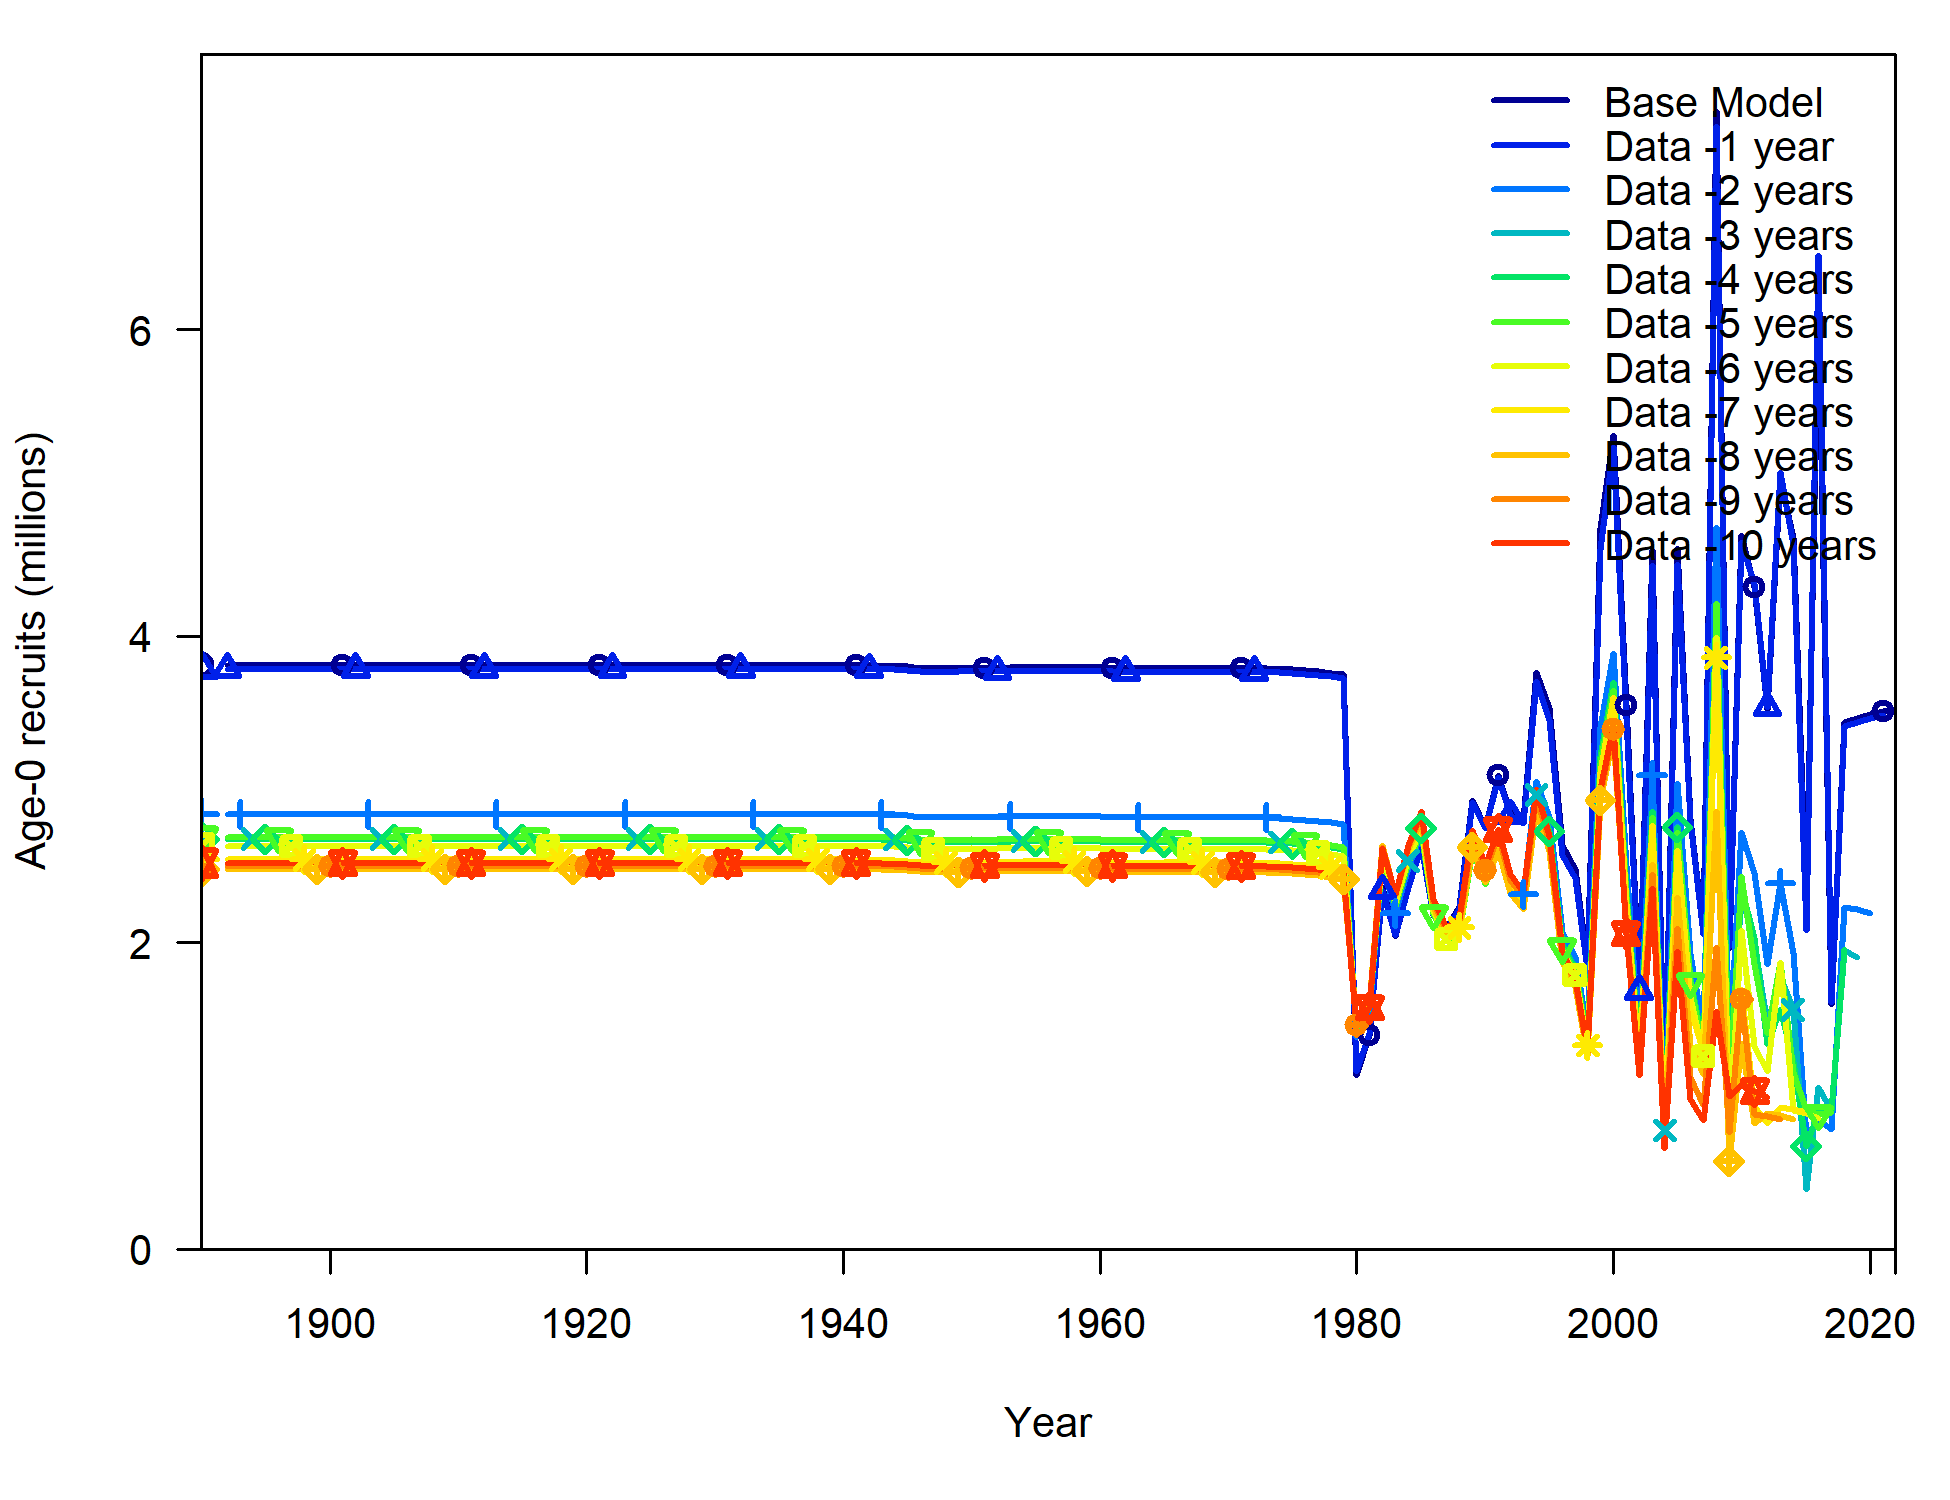 Base Model
Data -1 year
Data -2 years
Data -3 years
Data -4 years
Data -5 years
Data -6 years
Data -7 years
Data -8 years
Data -9 years
Data -10 years
6
4
2
0
Age-0 recruits (millions)
1900 1920 1940 1960 1980 2000 2020
Year